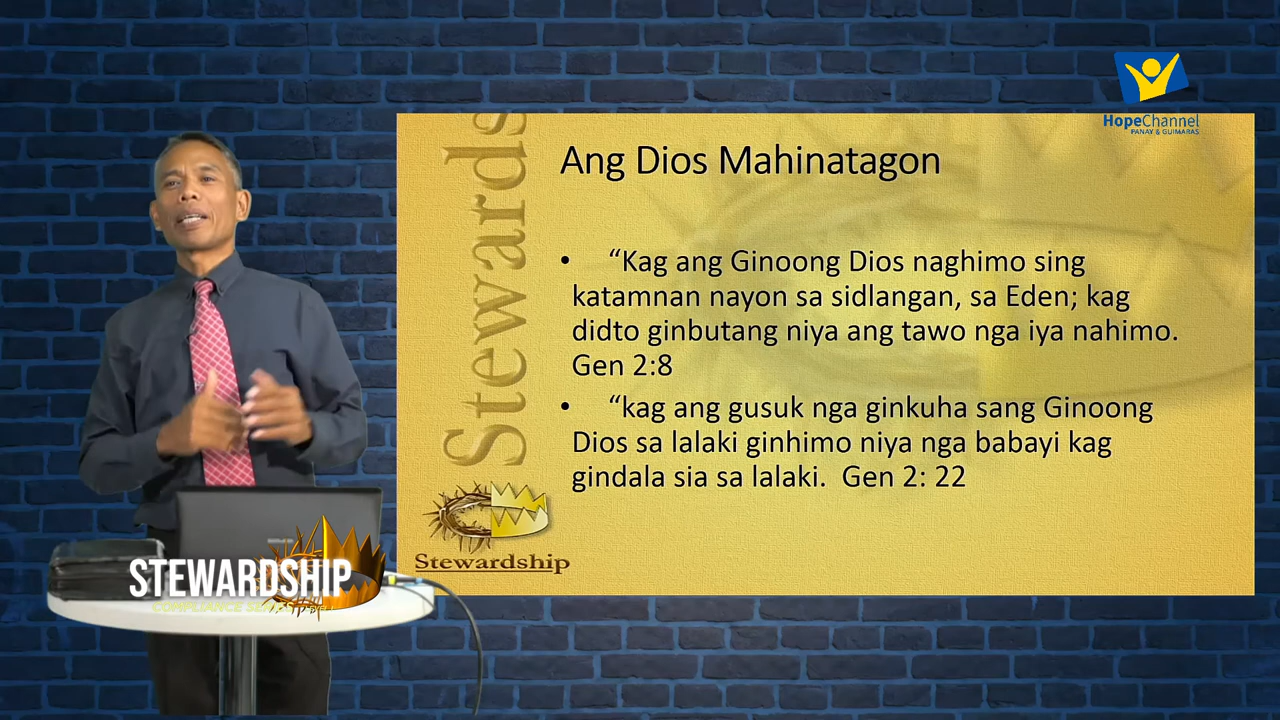 HopeChannel
PANAY & GUIMARAS
Stewards
Ang Dios Mahinatagon
• “Kag ang Ginoong Dios naghimo sing
katamnan nayon sa sidlangan, sa Eden; kag
didto ginbutang niya ang tawo nga iya nahimo.
Gen 2:8
• “kag ang gusuk nga ginkuha sang Ginoong
Dios sa lalaki ginhimo niya nga babayi kag
gindala sia sa lalaki. Gen 2: 22
Stewardship
STEWARDSHIP
COMPLIANCE